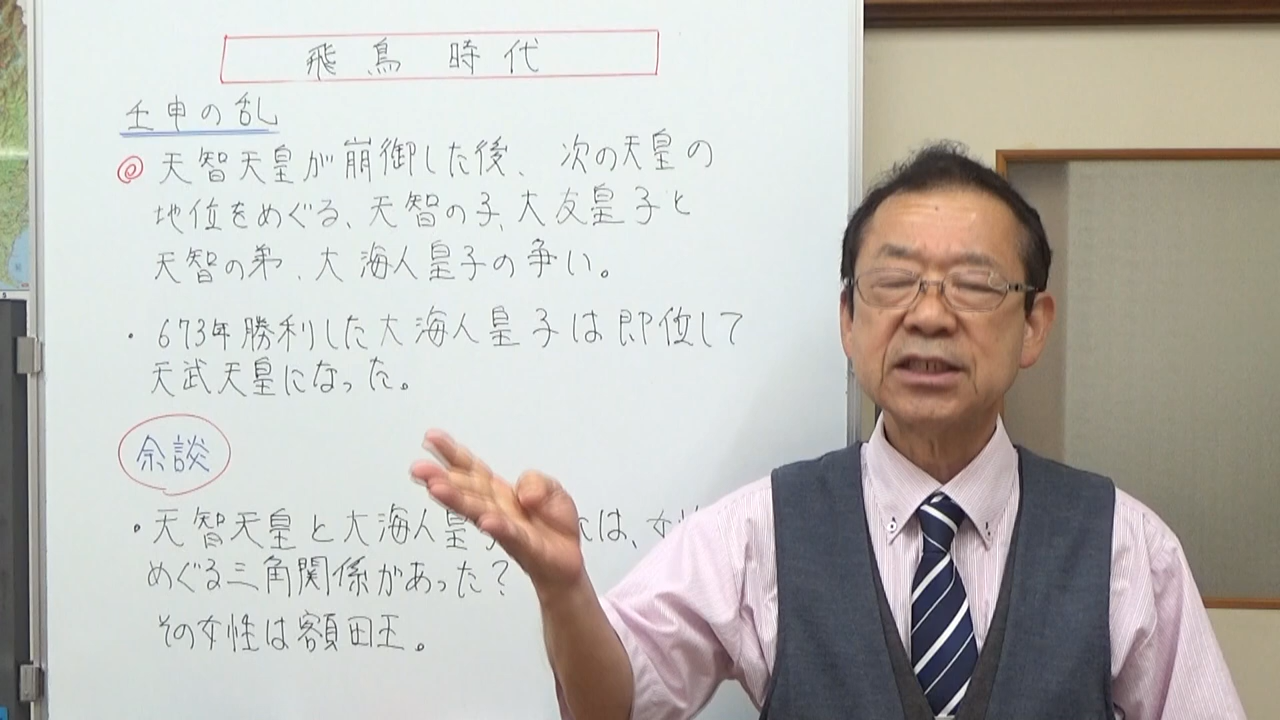 飛鳥時代
壬申の乱
◎ 天智天皇が崩御した後、次の天皇の
地位をめぐる、天智の子、大友皇子と
天智の弟、大海人皇子の争い。
・673年勝利した大海人皇子は即位して
天武天皇になった。
余談
・天智天皇と大海人皇 は、女
めぐる三角関係があった?
その女性は額田王。